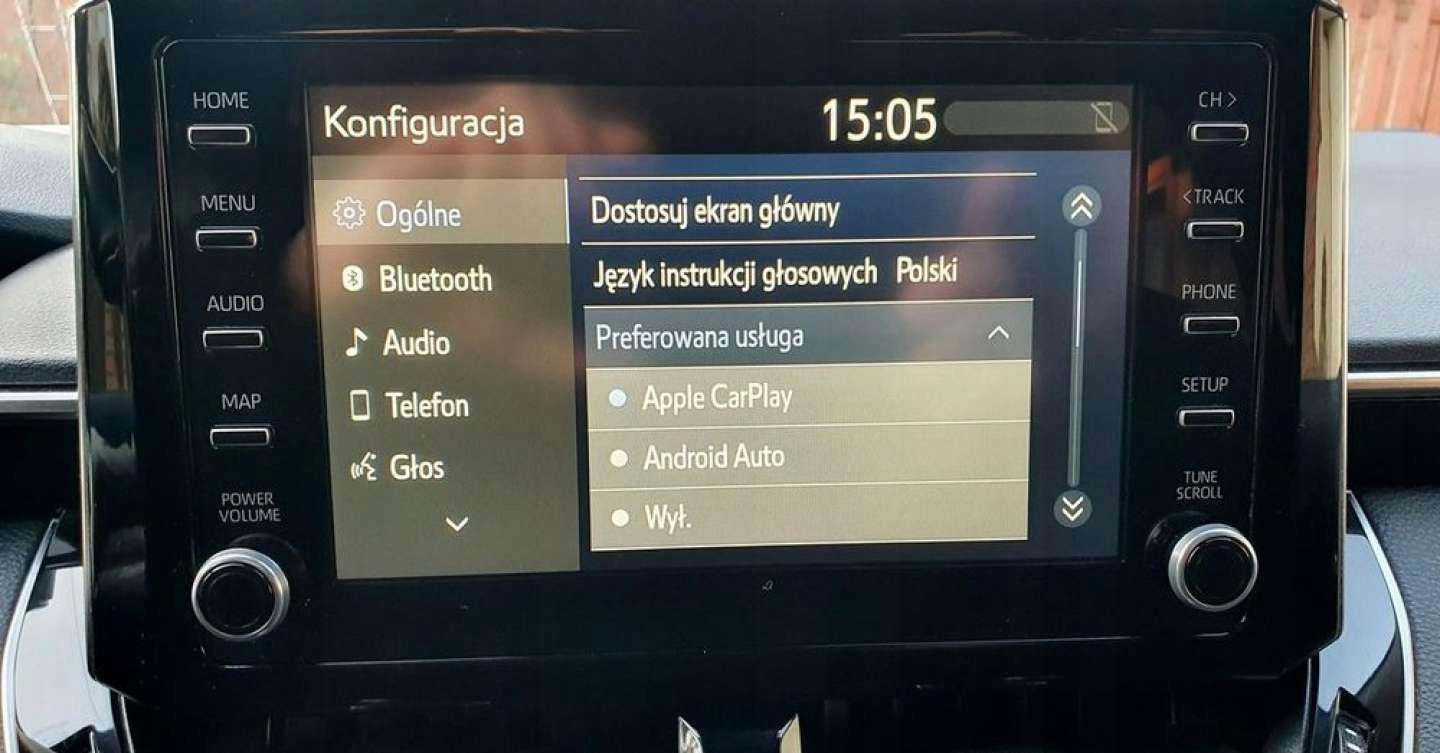 HOME
MENU
AUDIO
MAP
POWER
VOLUME
Konfiguracja
15:05
Ogólne
Bluetooth
Audio
Telefon
Głos
Dostosuj ekran główny
Język instrukcji głosowych Polski
Preferowana usługa
Apple CarPlay
Android Auto
Wył.
CH >
< TRACK
PHONE
SETUP
TUNE
SCROLL